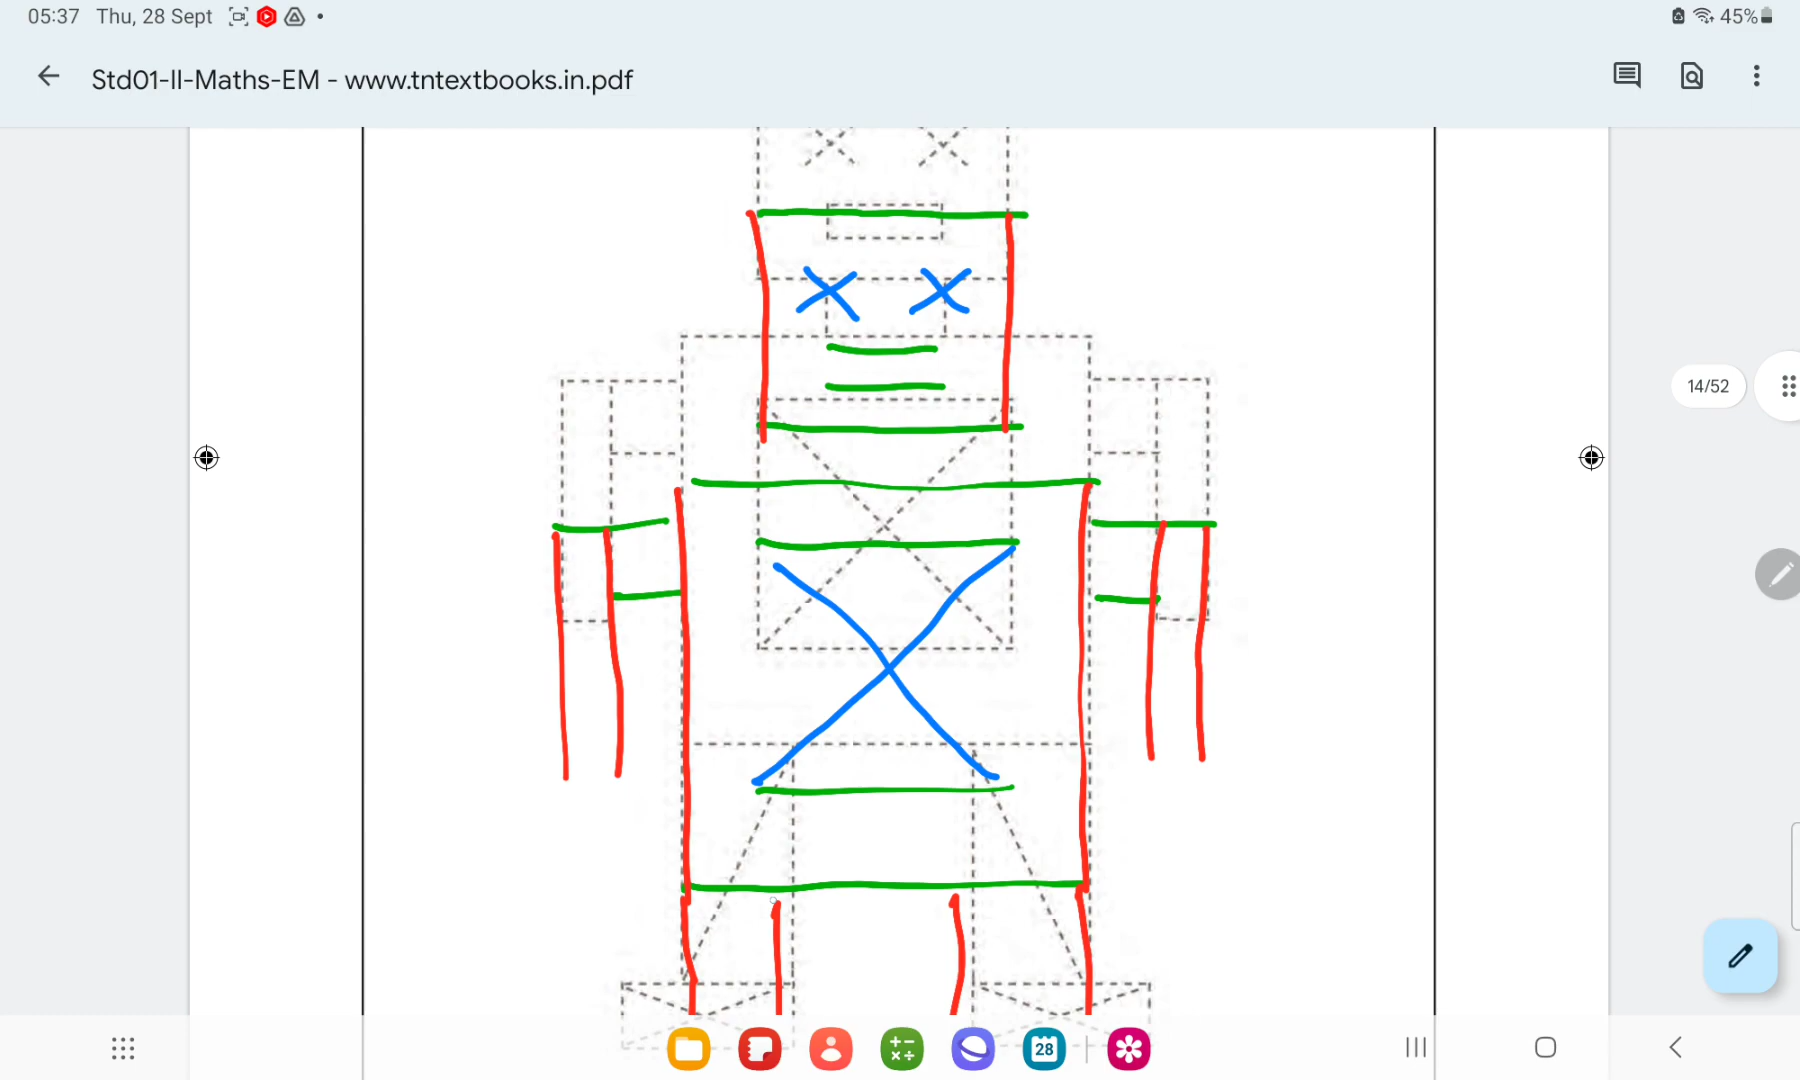 05:37 Thu, 28 Sept 45%
Std01-II-Maths-EM - www.tntextbooks.in.pdf
14/52
28